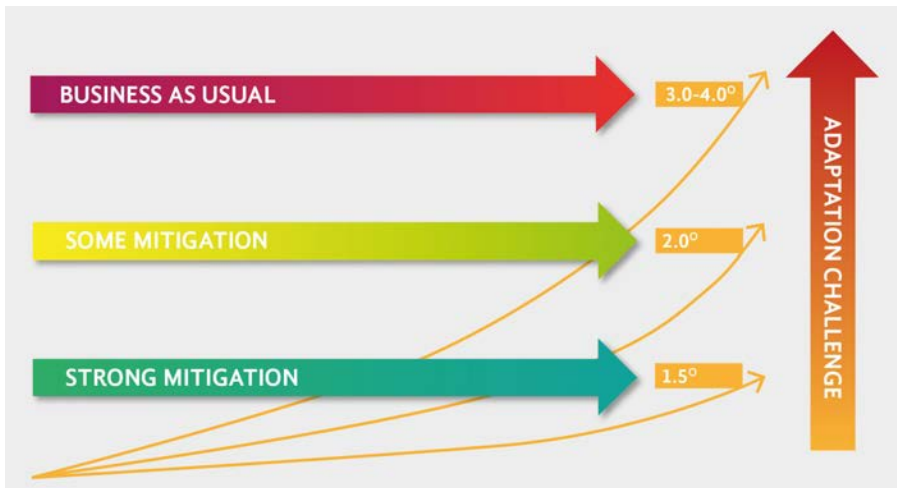 BUSINESS AS USUAL
3.0–4.0°
SOME MITIGATION
2.0°
STRONG MITIGATION
1.5°
ADAPTATION CHALLENGE